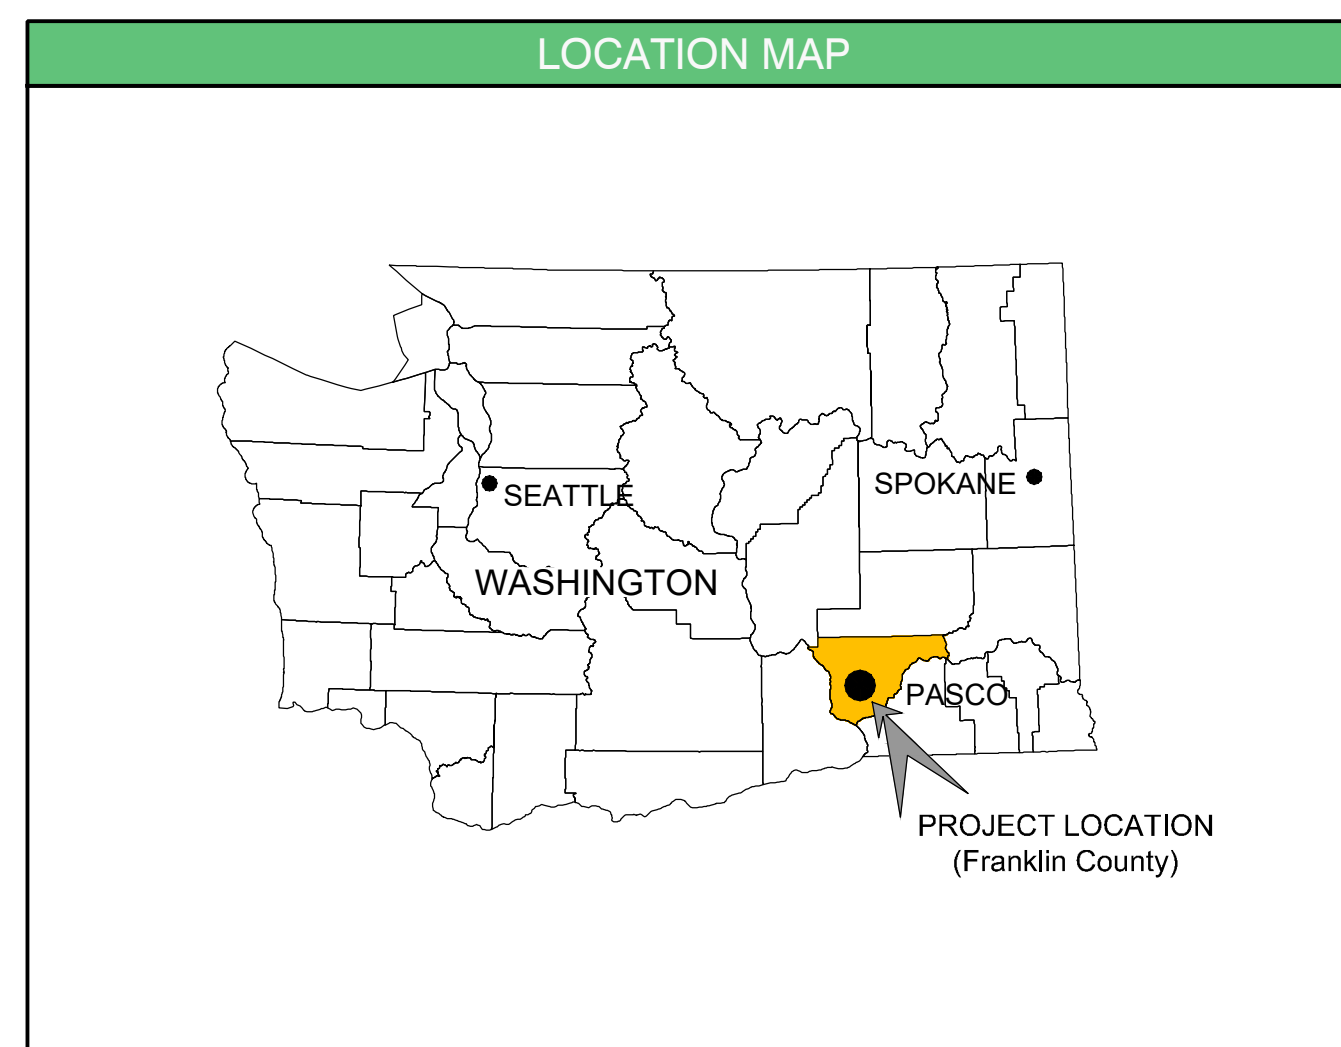 LOCATION MAP
SEATTLE
SPOKANE
WASHINGTON
PASCO
PROJECT LOCATION
(Franklin County)